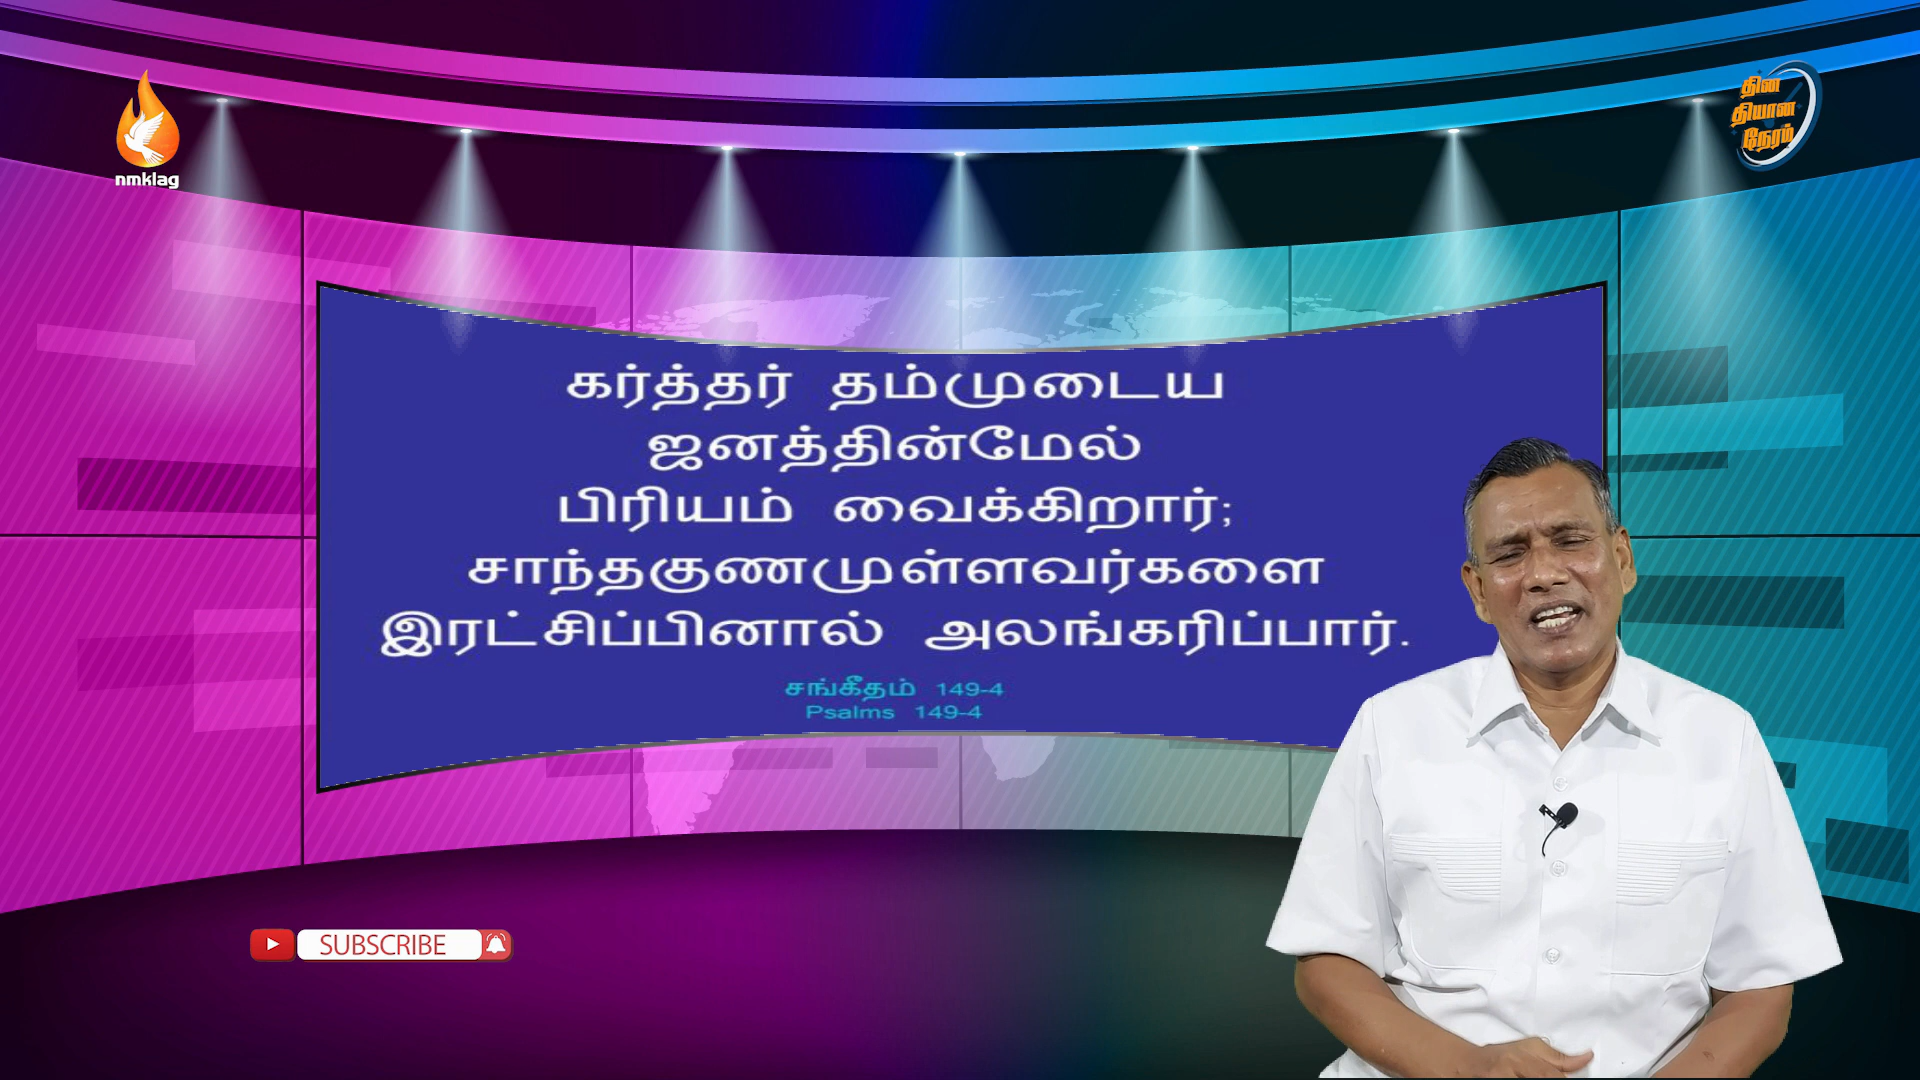 nmklag
தின
தியான
நேரம்
கர்த்தர் தம்முடைய
ஜனத்தின்மேல்
பிரியம் வைக்கிறார்;
சாந்தகுணமுள்ளவர்களை
இரட்சிப்பினால் அலங்கரிப்பார்.
சங்கீதம் 149-4
Psalms 149-4
SUBSCRIBE